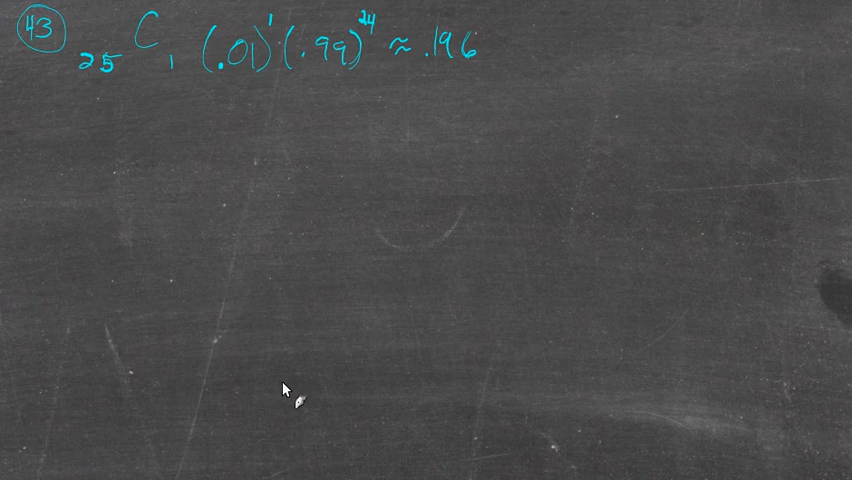 43 ₂₅C₁ (.01)¹ (.99)²⁴ ≈ .196